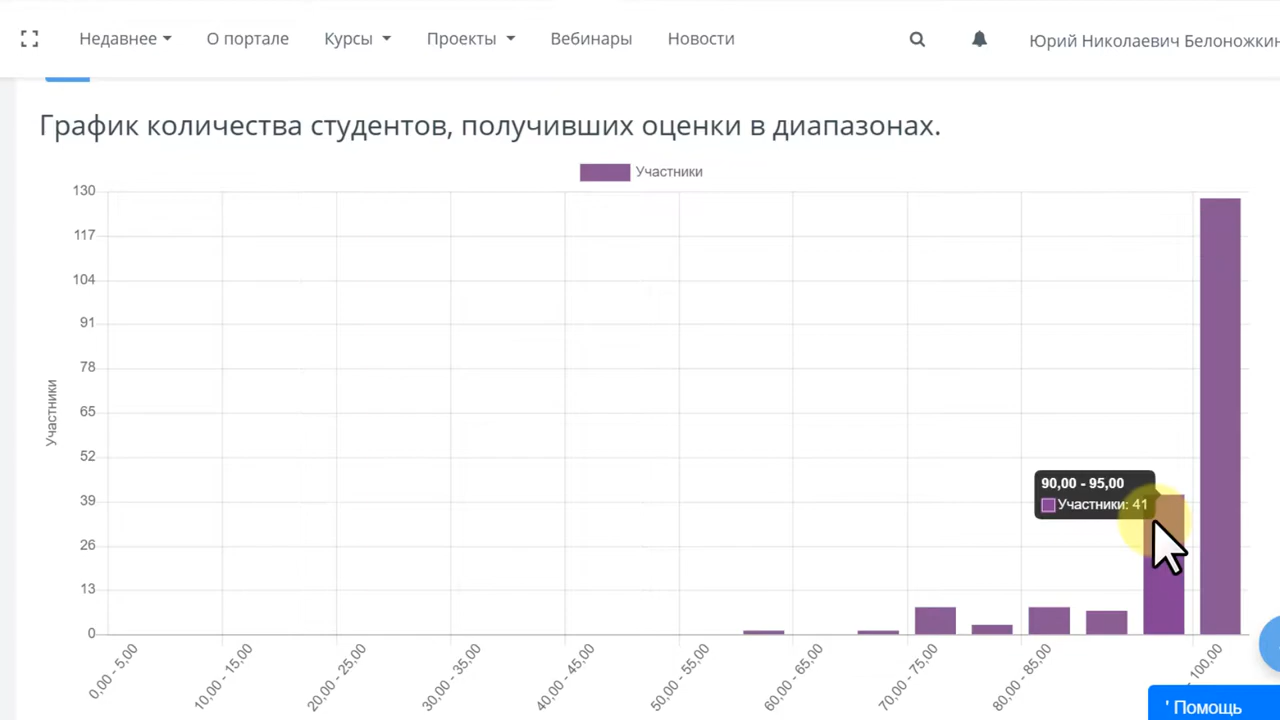 Недавнее О портале Курсы Проекты Вебинары Новости Юрий Николаевич Белоножкин
График количества студентов, получивших оценки в диапазонах.
Участники
130
117
104
91
78
65
52
39
26
13
0
Участники
90,00 - 95,00
Участники: 41
0,00 - 5,00
10,00 - 15,00
20,00 - 25,00
30,00 - 35,00
40,00 - 45,00
50,00 - 55,00
60,00 - 65,00
70,00 - 75,00
80,00 - 85,00
- 100,00
' Помощь